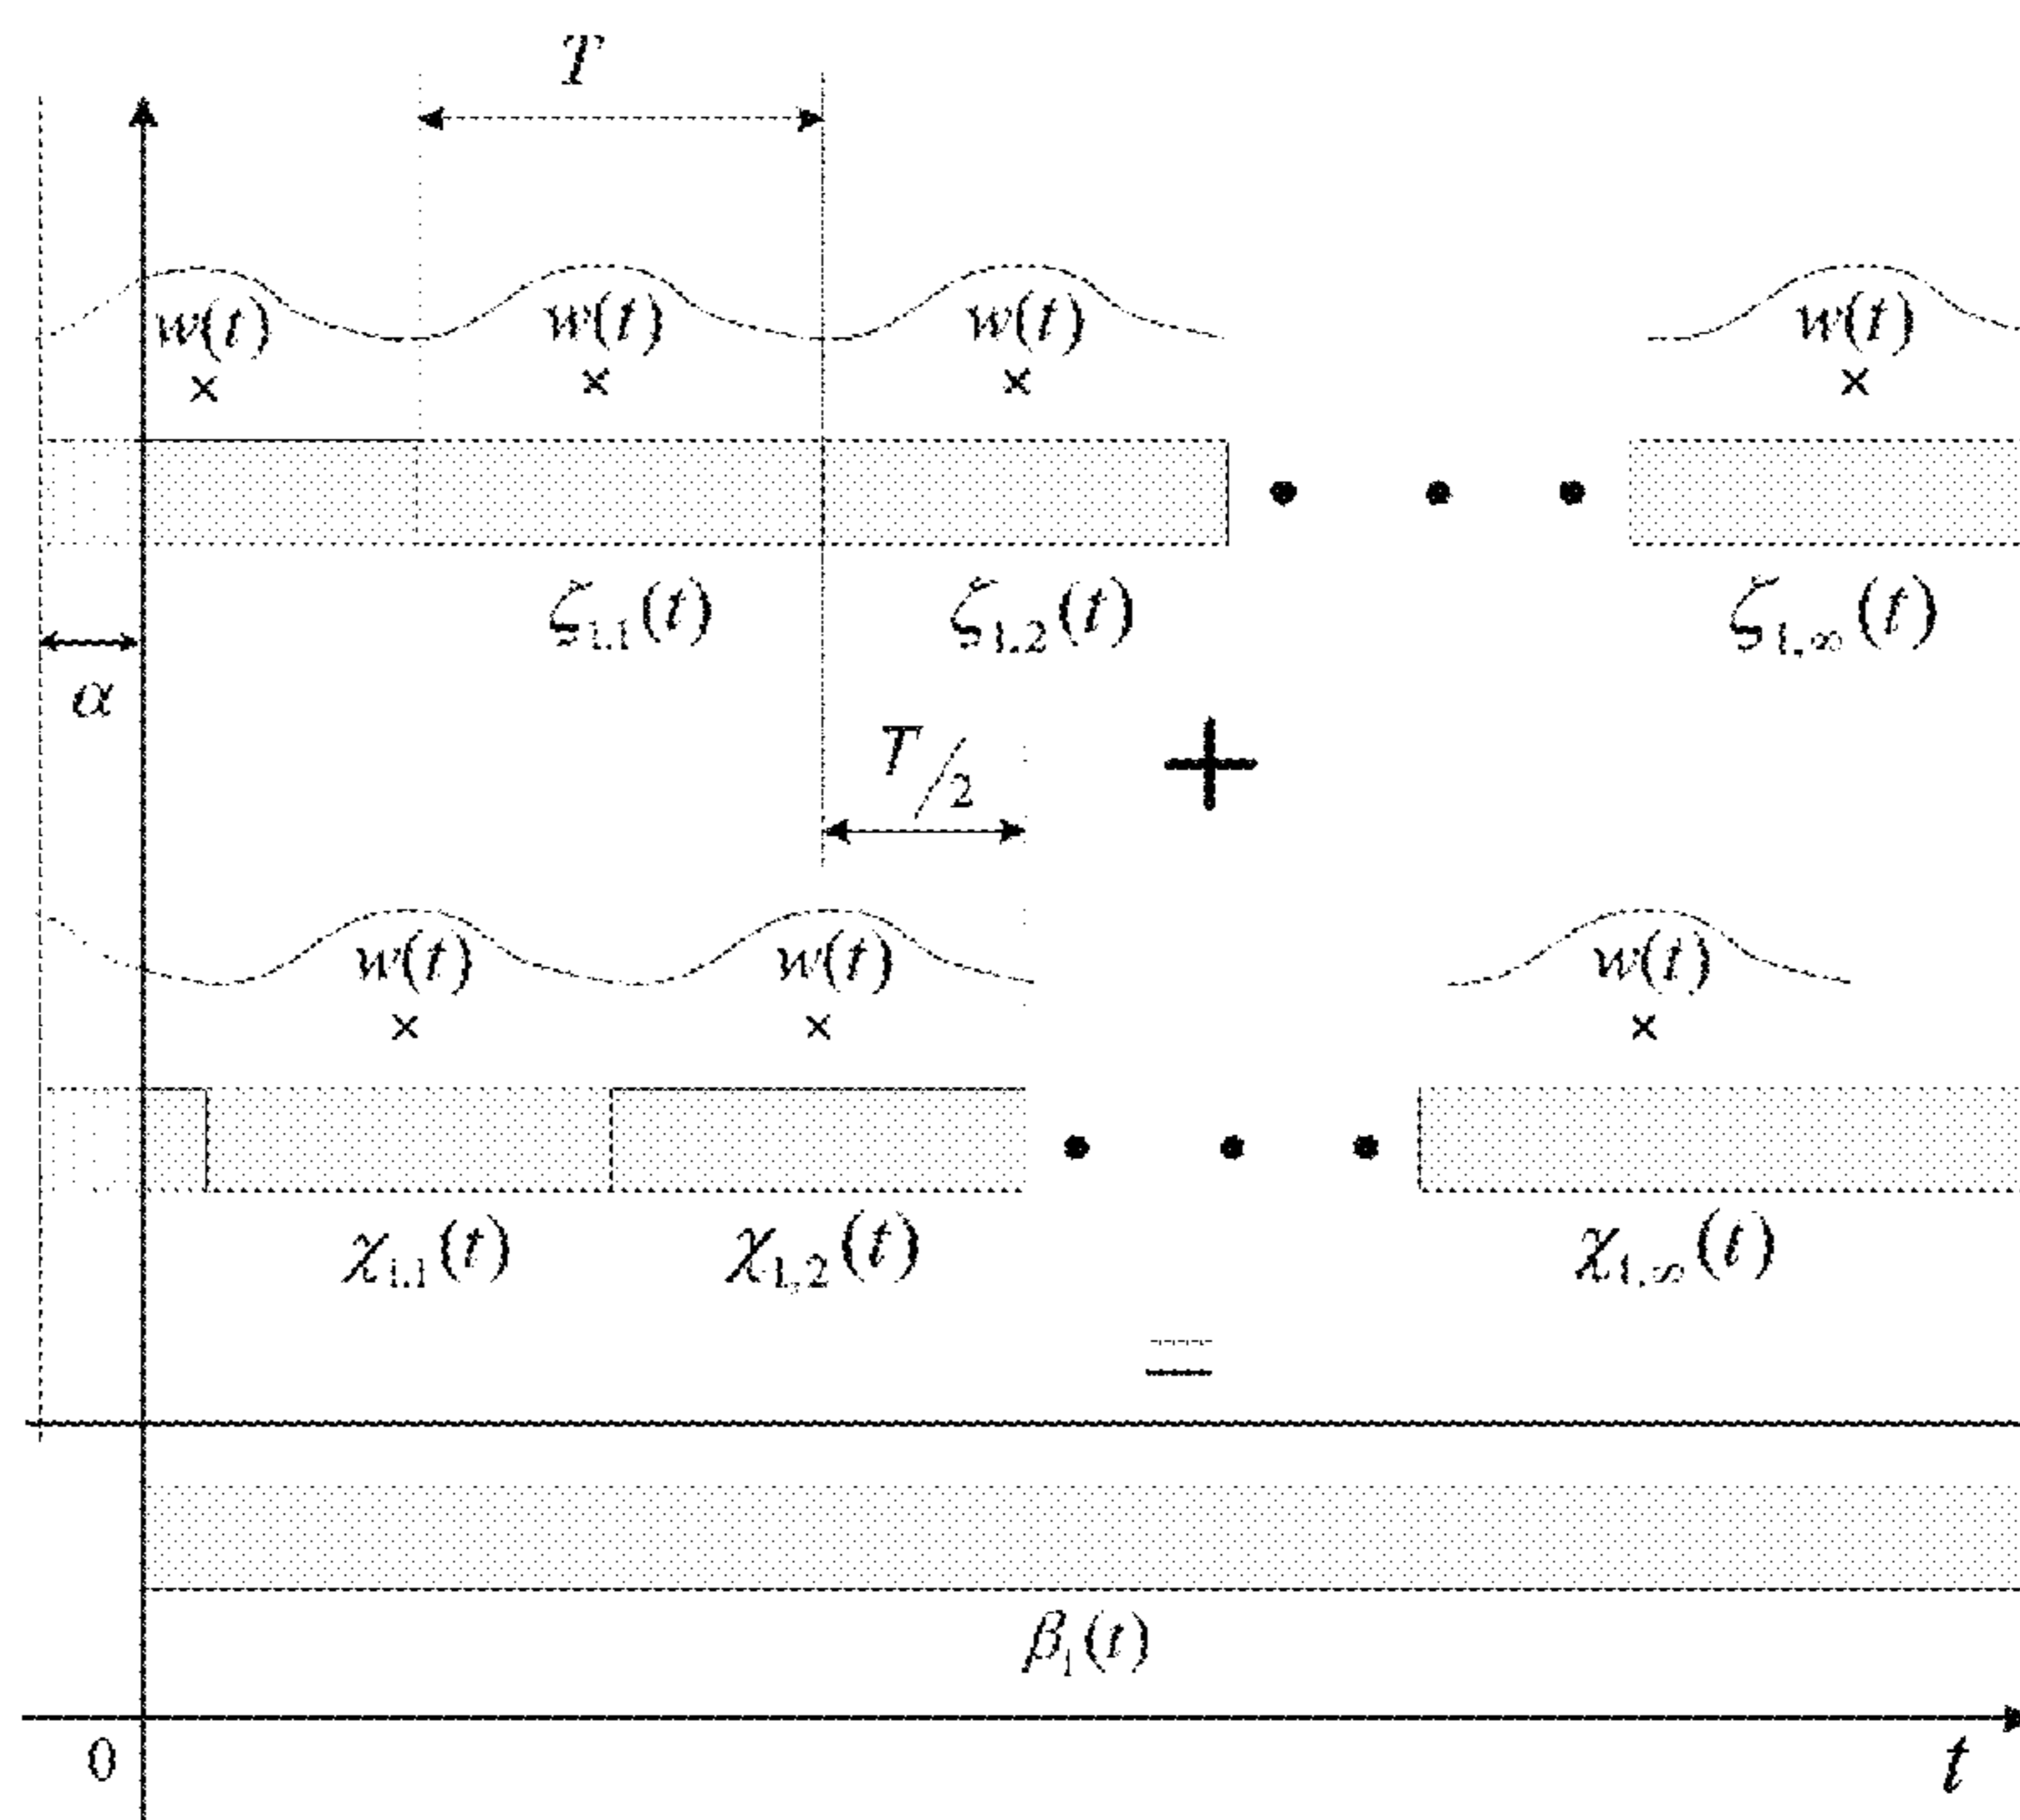 T
w(t) w(t) w(t) w(t)
× × × ×
ζ1,1(t) ζ1,2(t) ζ1,∞(t)
α
T/2 +
w(t) w(t) w(t)
× × ×
χ1,1(t) χ1,2(t) χ1,∞(t)
=
β1(t)
0 t